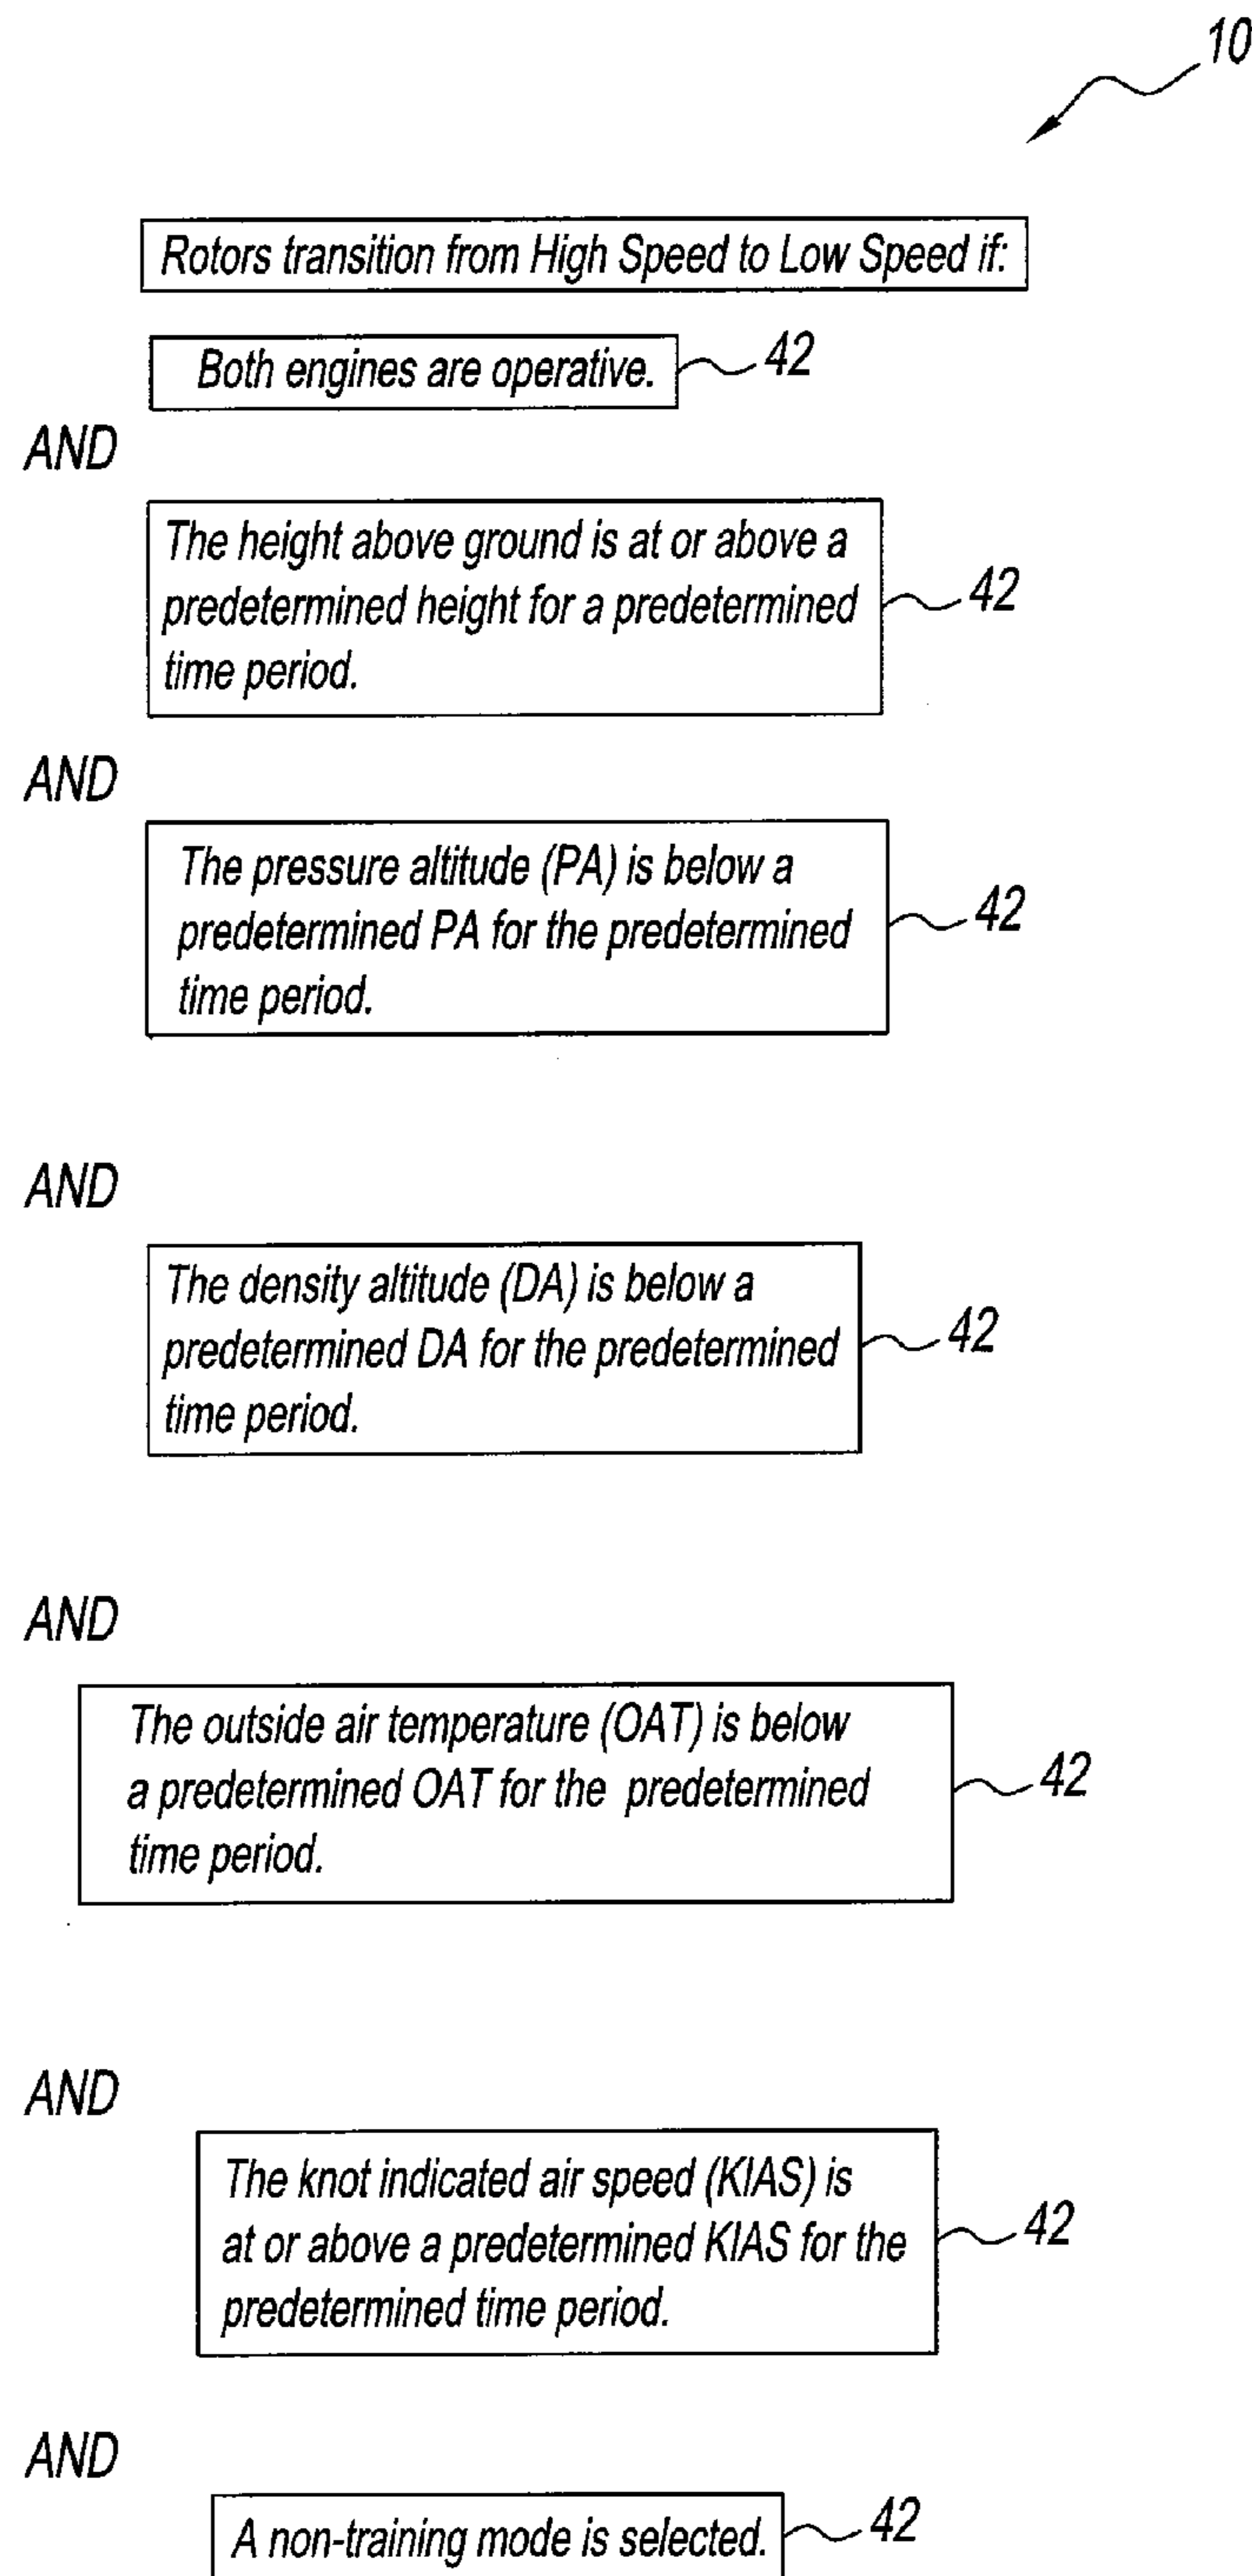 10
Rotors transition from High Speed to Low Speed if:
Both engines are operative.
42
AND
The height above ground is at or above a
predetermined height for a predetermined
time period.
42
AND
The pressure altitude (PA) is below a
predetermined PA for the predetermined
time period.
42
AND
The density altitude (DA) is below a
predetermined DA for the predetermined
time period.
42
AND
The outside air temperature (OAT) is below
a predetermined OAT for the predetermined
time period.
42
AND
The knot indicated air speed (KIAS) is
at or above a predetermined KIAS for the
predetermined time period.
42
AND
A non-training mode is selected.
42